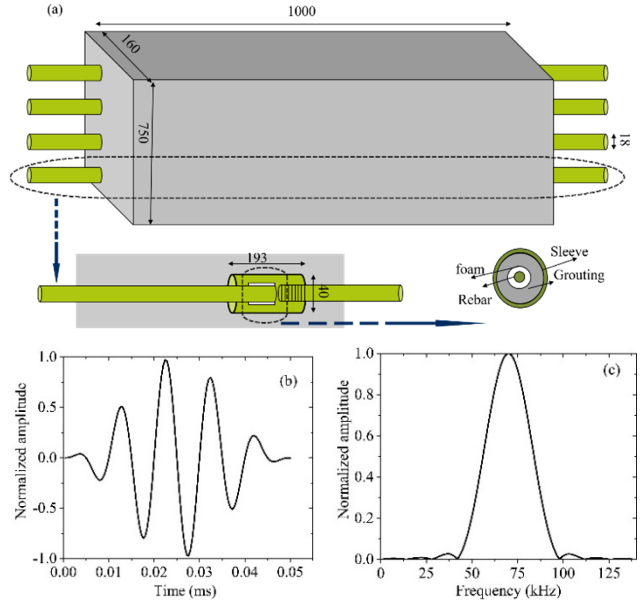 (a)
1000
160
750
18
193
40
foam
Rebar
Sleeve
Grouting
(b)
Normalized amplitude
1.0
0.5
0.0
-0.5
-1.0
0.00 0.01 0.02 0.03 0.04 0.05
Time (ms)
(c)
Normalized amplitude
1.0
0.8
0.6
0.4
0.2
0.0
0 25 50 75 100 125
Frequency (kHz)